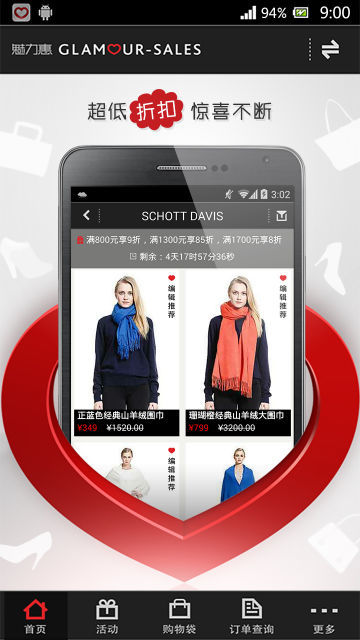 94% 9:00
魅力惠 GLAMOUR-SALES
超低 折扣 惊喜不断
3:02
SCHOTT DAVIS
满800元享9折，满1300元享85折，满1700元享8折
剩余：4天17时57分36秒
编辑推荐
编辑推荐
正蓝色经典山羊绒围巾
¥349 ¥1520.00
珊瑚橙经典山羊绒大围巾
¥799 ¥3200.00
编辑推荐
编辑推荐
首页 活动 购物袋 订单查询 更多